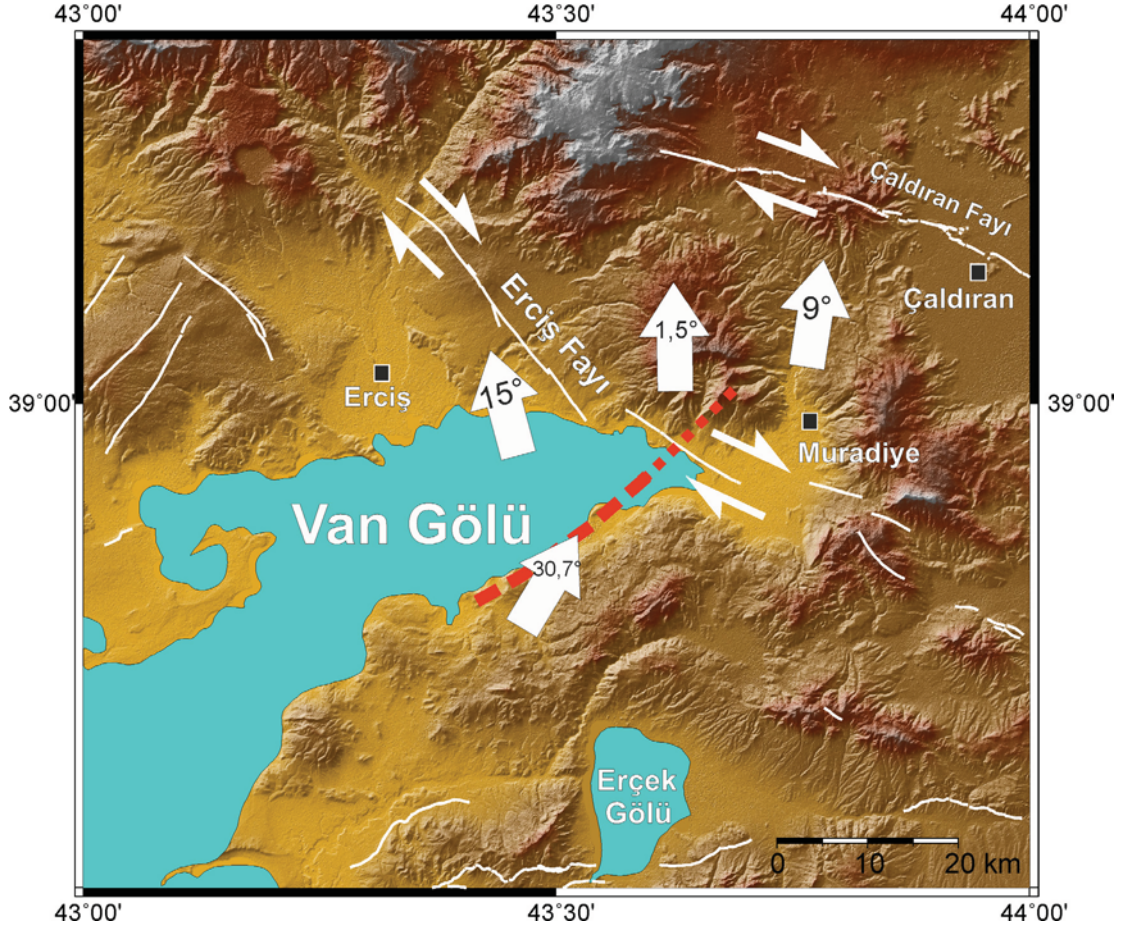 43°00' 43°30' 44°00'
Çaldıran Fayı
Çaldıran
Erciş Fayı
9°
1,5°
15°
Erciş
39°00' 39°00'
Muradiye
Van Gölü
30,7°
Erçek
Gölü
0 10 20 km
43°00' 43°30' 44°00'